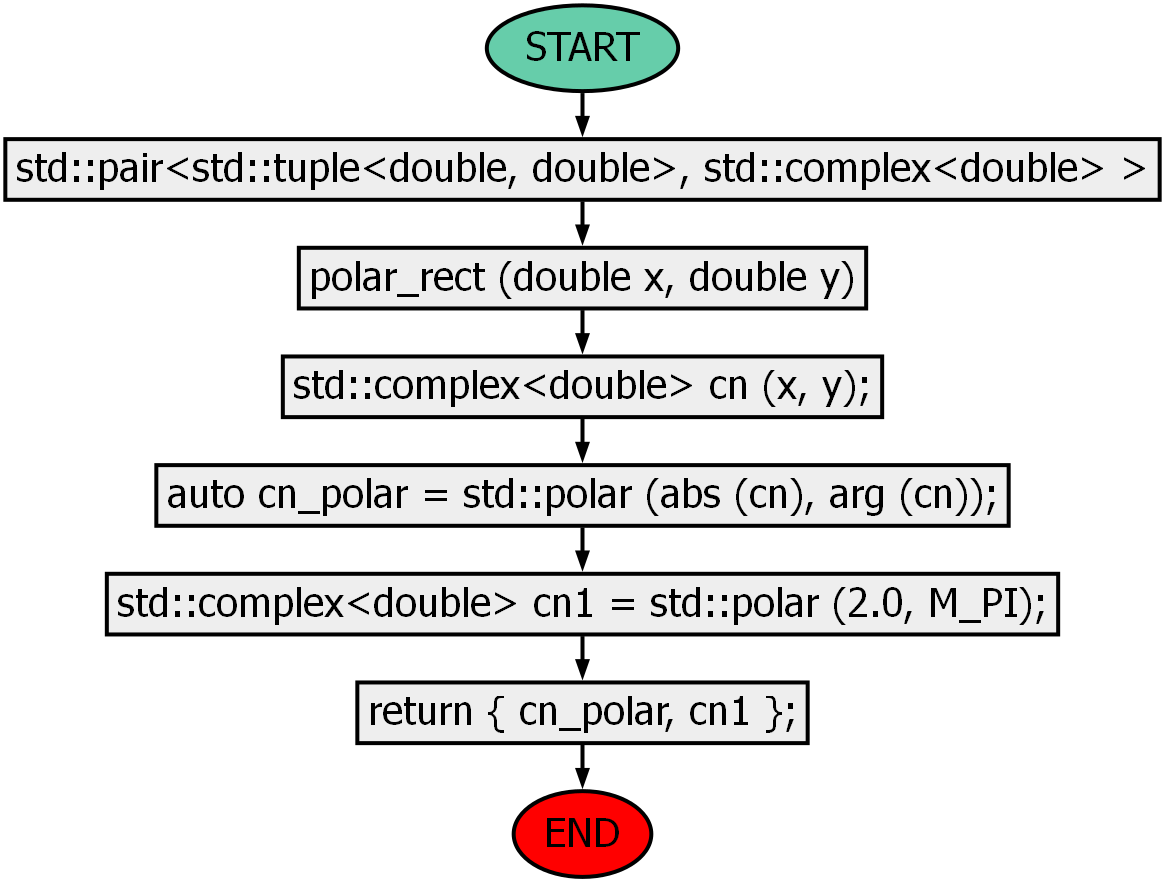 START
std::pair<std::tuple<double, double>, std::complex<double> >
polar_rect (double x, double y)
std::complex<double> cn (x, y);
auto cn_polar = std::polar (abs (cn), arg (cn));
std::complex<double> cn1 = std::polar (2.0, M_PI);
return { cn_polar, cn1 };
END